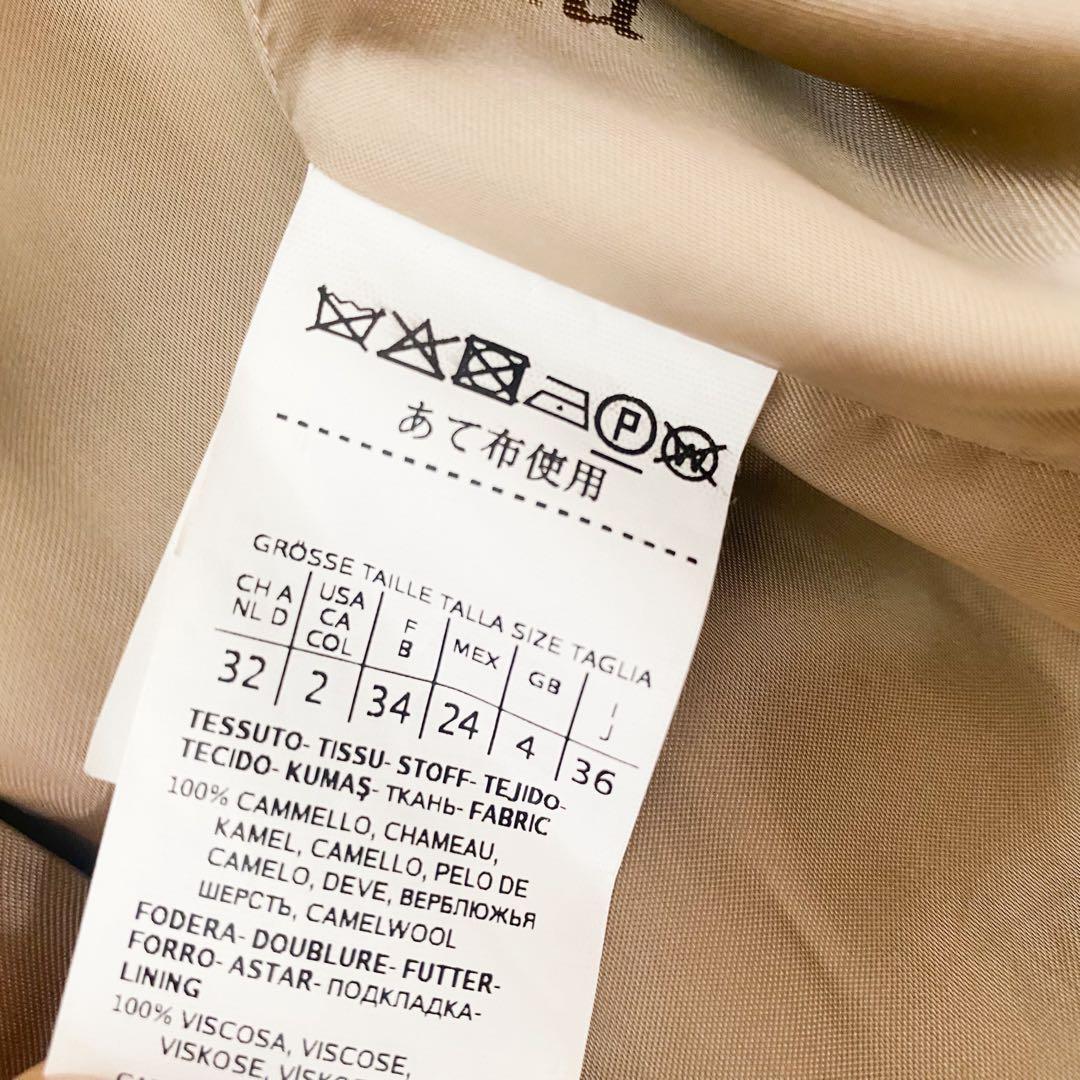 P W
あて布使用
GRÖSSE TAILLE TALLA SIZE TAGLIA
CH A USA F MEX GB I
NL D CA B J
COL
32 2 34 24 4 36
TESSUTO- TISSU- STOFF- TEJIDO-
TECIDO- KUMAŞ- ТКАНЬ- FABRIC
100% CAMMELLO, CHAMEAU,
KAMEL, CAMELLO, PELO DE
CAMELO, DEVE, ВЕРБЛЮЖЬЯ
ШЕРСТЬ, CAMELWOOL
FODERA- DOUBLURE- FUTTER-
FORRO- ASTAR- ПОДКЛАДКА-
LINING
100% VISCOSA, VISCOSE,
VISKOSE,